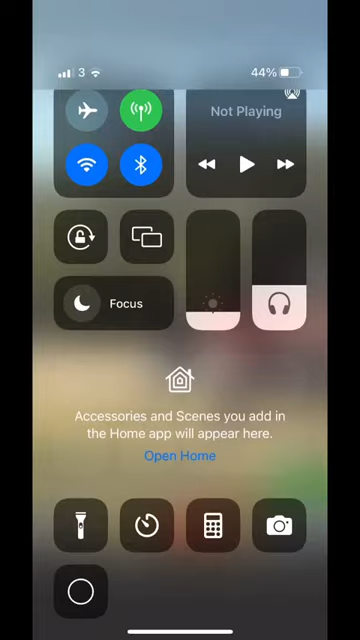 3
44%
Not Playing
Focus
Accessories and Scenes you add in
the Home app will appear here.
Open Home